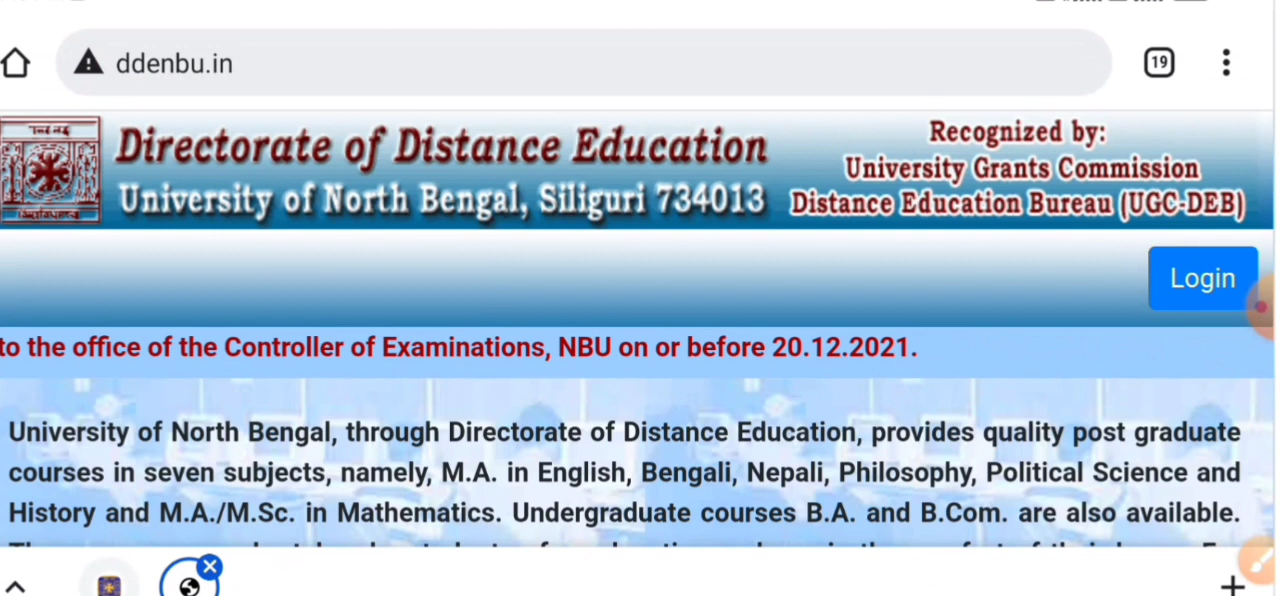 ddenbu.in
19
Directorate of Distance Education
University of North Bengal, Siliguri 734013
Recognized by:
University Grants Commission
Distance Education Bureau (UGC-DEB)
Login
to the office of the Controller of Examinations, NBU on or before 20.12.2021.
University of North Bengal, through Directorate of Distance Education, provides quality post graduate
courses in seven subjects, namely, M.A. in English, Bengali, Nepali, Philosophy, Political Science and
History and M.A./M.Sc. in Mathematics. Undergraduate courses B.A. and B.Com. are also available.